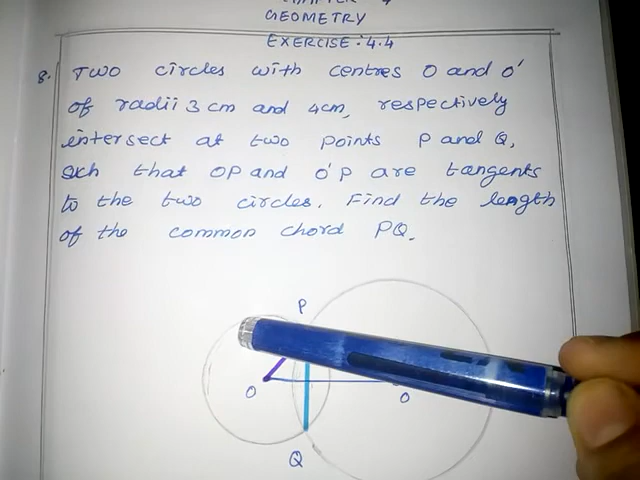 GEOMETRY
EXERCISE:4.4
8. Two circles with centres O and O'
of radii 3cm and 4cm, respectively
intersect at two points P and Q,
such that OP and O'P are tangents
to the two circles. Find the length
of the common chord PQ.
P
O
O
Q